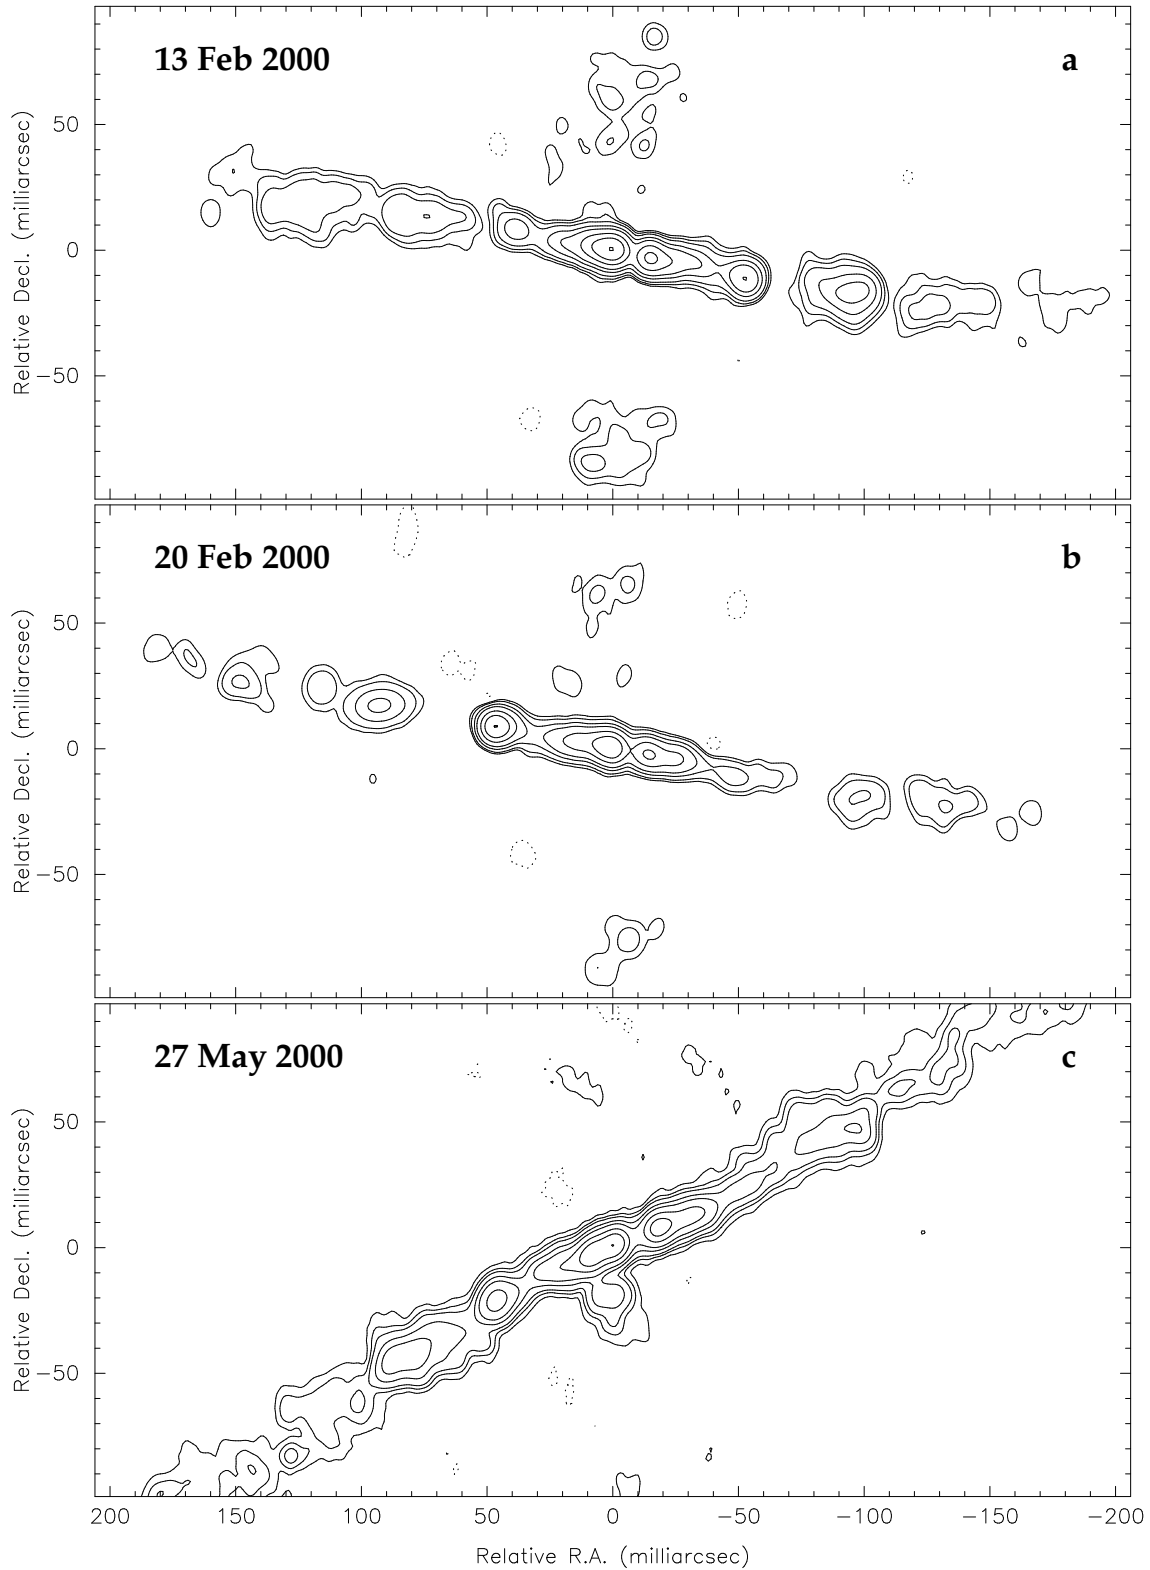 13 Feb 2000
a
50
0
−50
Relative Decl. (milliarcsec)
20 Feb 2000
b
50
0
−50
Relative Decl. (milliarcsec)
27 May 2000
c
50
0
−50
Relative Decl. (milliarcsec)
200 150 100 50 0 −50 −100 −150 −200
Relative R.A. (milliarcsec)